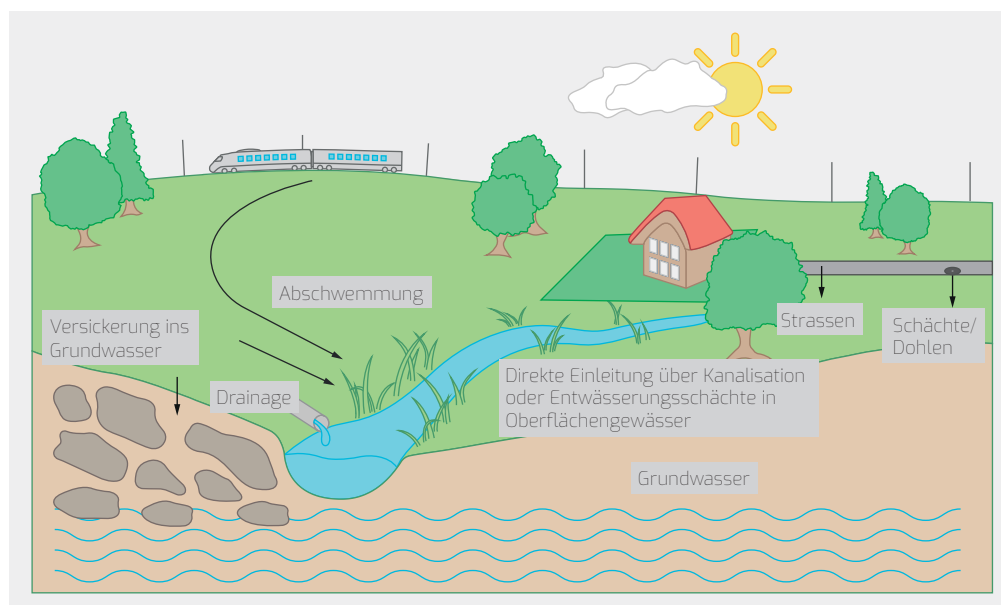 Abschwemmung
Versickerung ins
Grundwasser
Strassen
Schächte/
Dohlen
Drainage
Direkte Einleitung über Kanalisation
oder Entwässerungsschächte in
Oberflächengewässer
Grundwasser